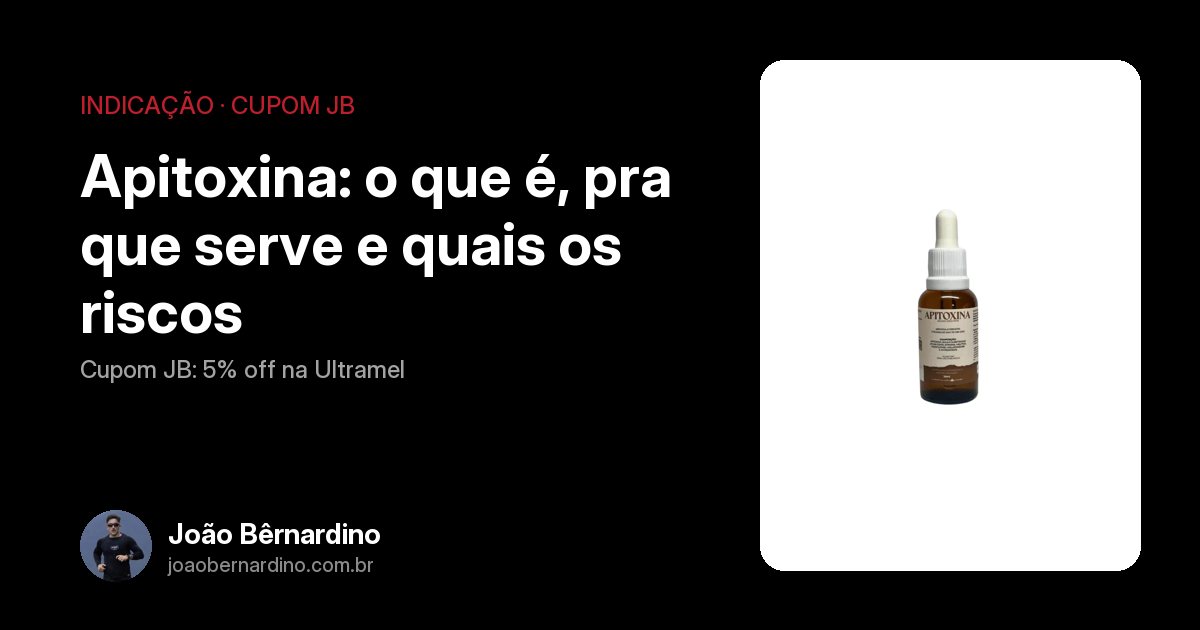 INDICAÇÃO · CUPOM JB
Apitoxina: o que é, pra
que serve e quais os
riscos
Cupom JB: 5% off na Ultramel
João Bêrnardino
joaobernardino.com.br
APITOXINA